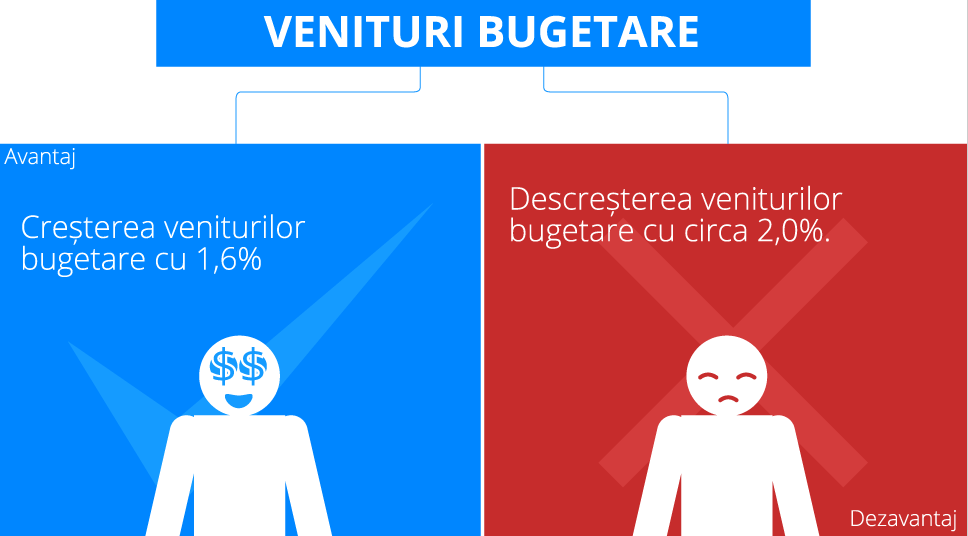 VENITURI BUGETARE
Avantaj
Creșterea veniturilor
bugetare cu 1,6%
$$
Descreșterea veniturilor
bugetare cu circa 2,0%.
Dezavantaj